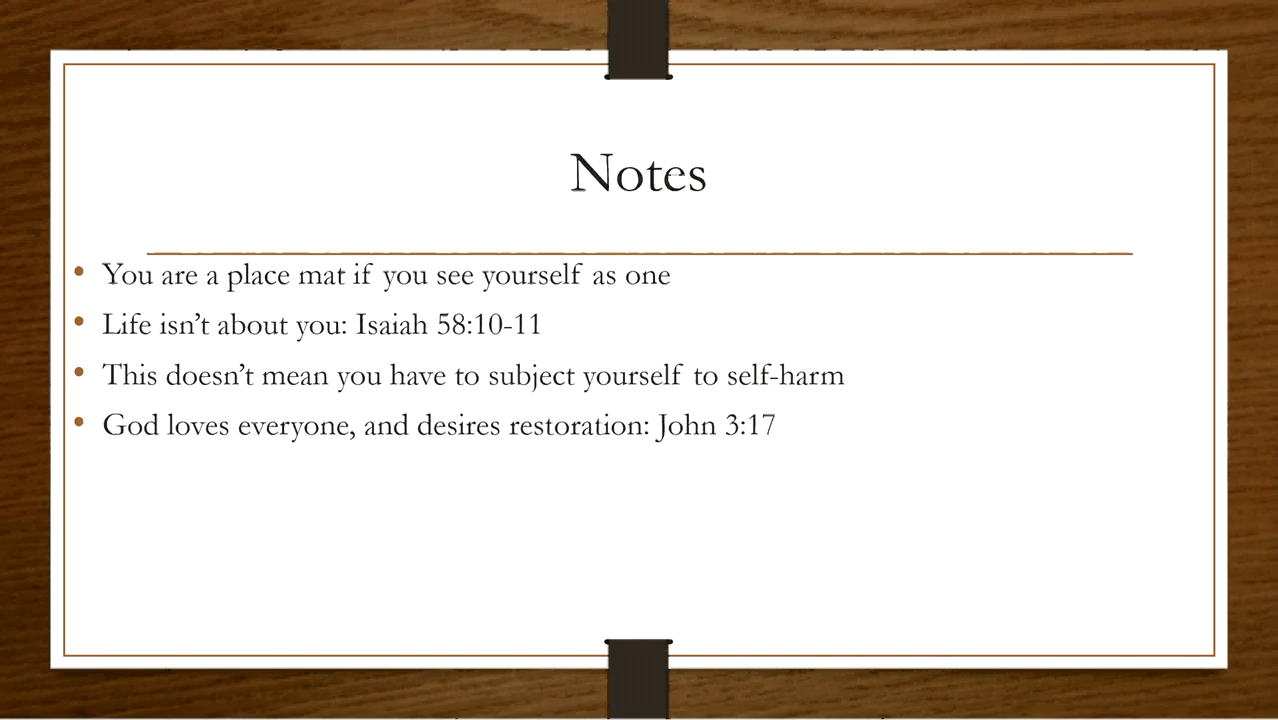 Notes
• You are a place mat if you see yourself as one
• Life isn’t about you: Isaiah 58:10-11
• This doesn’t mean you have to subject yourself to self-harm
• God loves everyone, and desires restoration: John 3:17